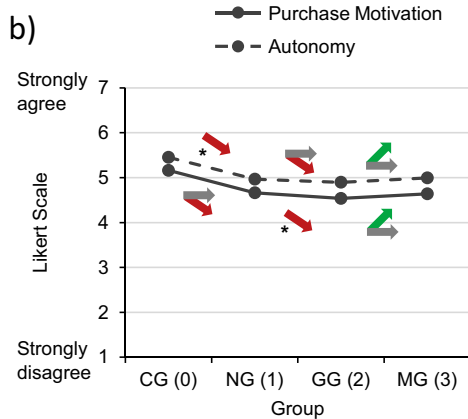 b)
Purchase Motivation
Autonomy
Strongly
agree
7
6
5
4
3
2
Strongly
disagree
1
Likert Scale
*
*
CG (0) NG (1) GG (2) MG (3)
Group